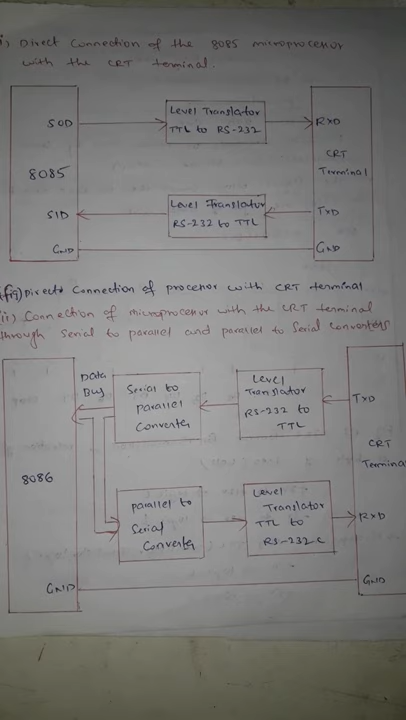 i) Direct Connection of the 8085 microprocessor
with the CRT terminal.
Level Translator
TTL to RS-232
SOD
RXD
CRT
Terminal
8085
Level Translator
RS-232 to TTL
SID
TXD
GND
GND
Direct Connection of processor with CRT terminal
ii) Connection of microprocessor with the CRT terminal
through serial to parallel and parallel to serial converters
Data
Bus
Serial to
parallel
Converter
Level
Translator
RS-232 to
TTL
TXD
CRT
Terminal
8086
parallel to
Serial
Converter
Level
Translator
TTL to
RS-232C
RXD
GND
GND